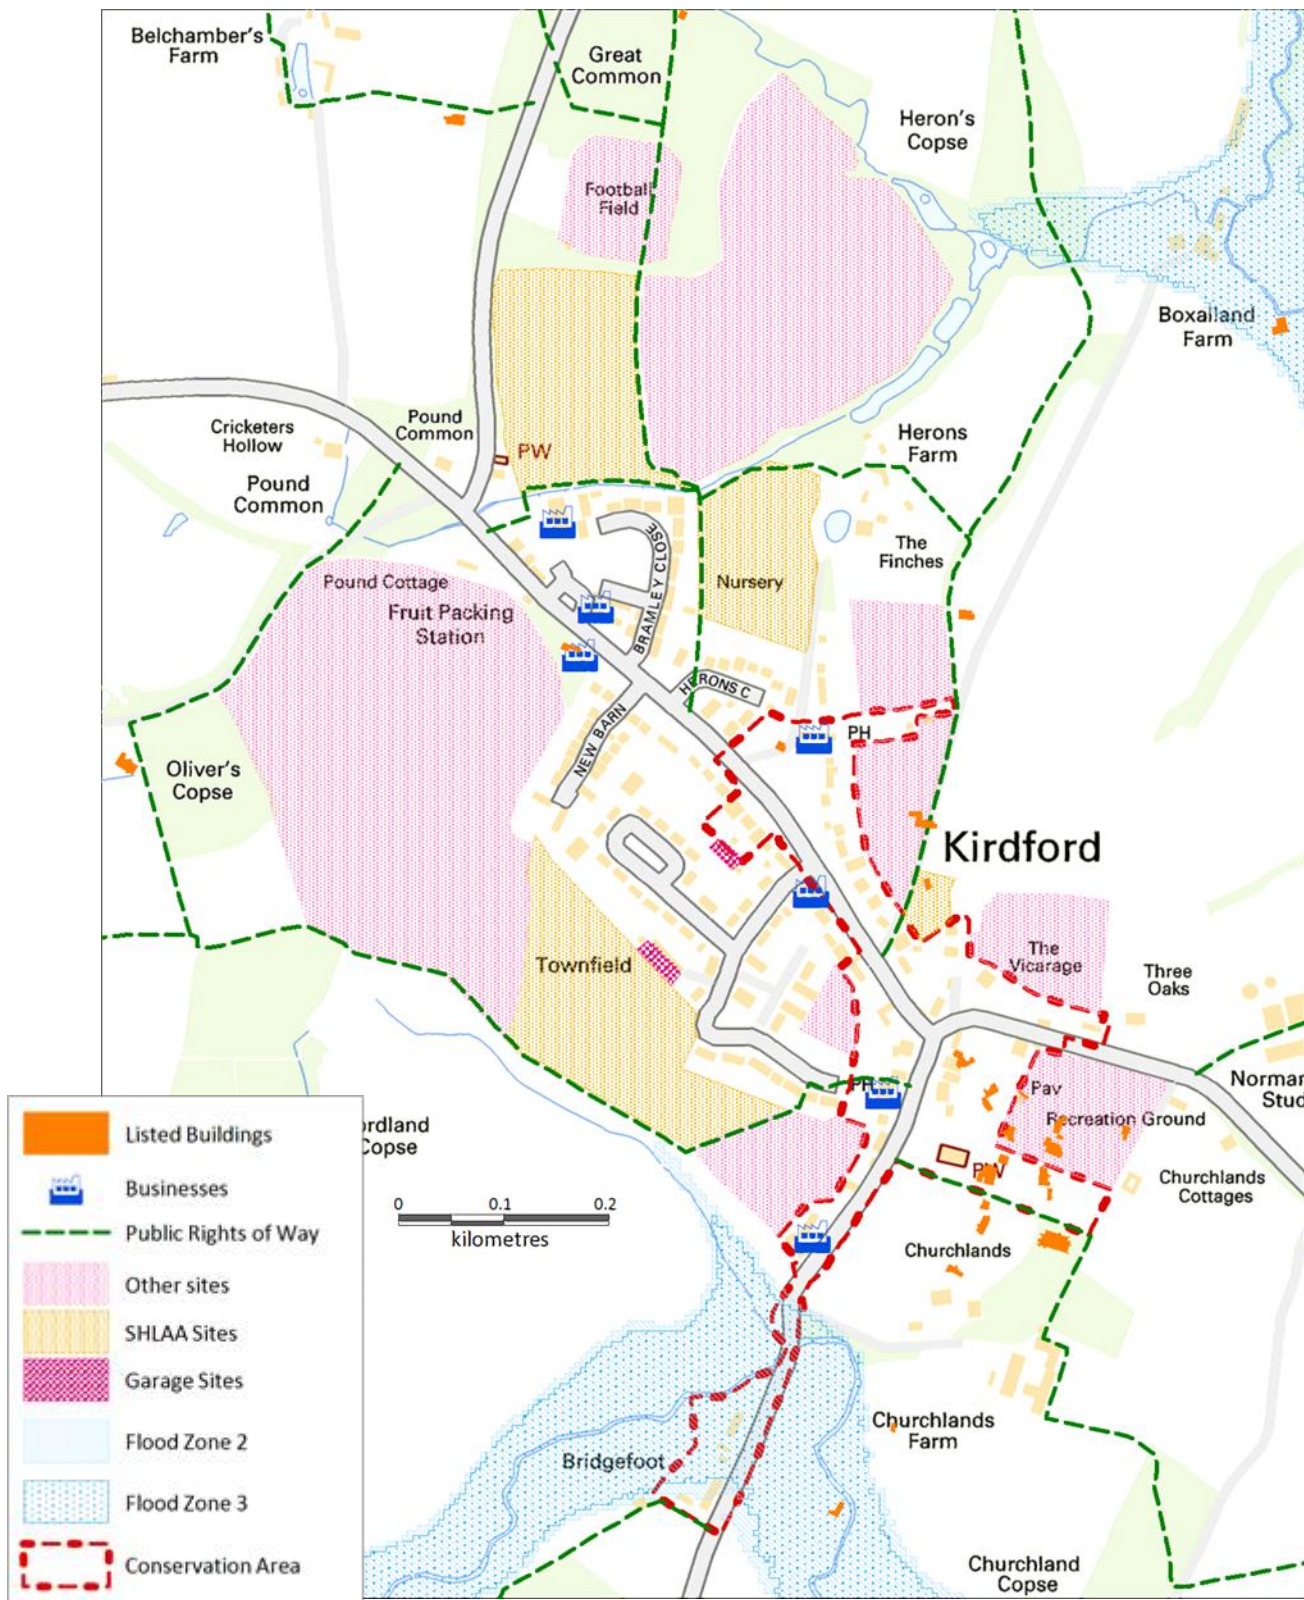 Belchamber's
Farm
Great
Common
Heron's
Copse
Football
Field
Boxalland
Farm
Cricketers
Hollow
Pound
Common
PW
Herons
Farm
Pound
Common
BRAMLEY CLOSE
The
Finches
Nursery
Pound Cottage
Fruit Packing
Station
HERONS C
NEW BARN
PH
Oliver's
Copse
Kirdford
Townfield
The
Vicarage
Three
Oaks
PH
Pav
Norman
Stud
Recreation Ground
PW
Churchlands
Cottages
ordland
Copse
0 0.1 0.2
kilometres
Churchlands
Churchlands
Farm
Bridgefoot
Churchland
Copse
Listed Buildings
Businesses
Public Rights of Way
Other sites
SHLAA Sites
Garage Sites
Flood Zone 2
Flood Zone 3
Conservation Area